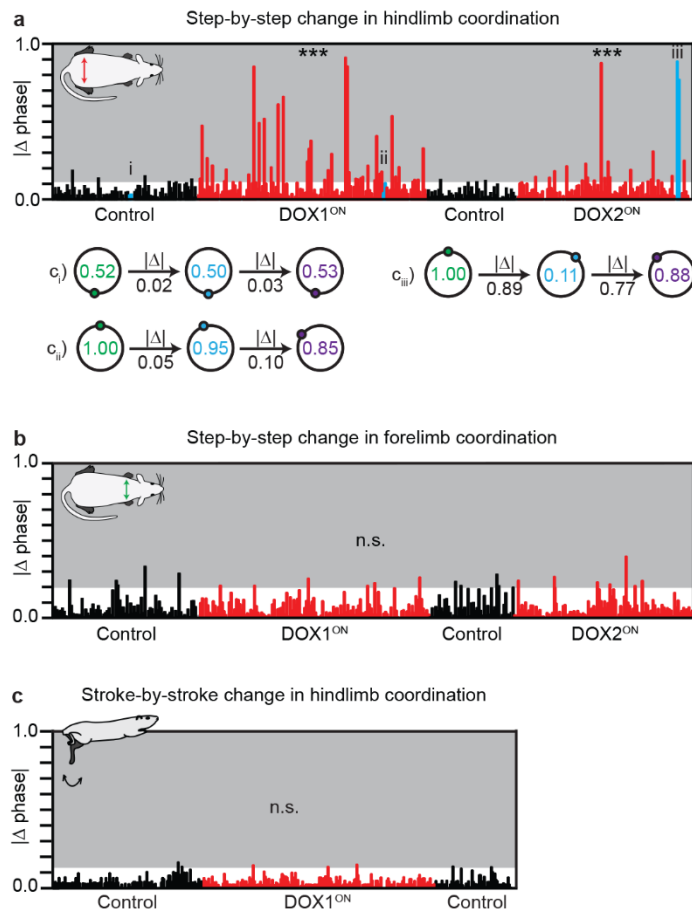 a Step-by-step change in hindlimb coordination
1.0
*** *** iii
|Δ phase|
i ii
0.0
Control DOX1ON Control DOX2ON
ci) 0.52 |Δ| 0.02 0.50 |Δ| 0.03 0.53
ciii) 1.00 |Δ| 0.89 0.11 |Δ| 0.77 0.88
cii) 1.00 |Δ| 0.05 0.95 |Δ| 0.10 0.85
b Step-by-step change in forelimb coordination
1.0
|Δ phase|
n.s.
0.0
Control DOX1ON Control DOX2ON
c Stroke-by-stroke change in hindlimb coordination
1.0
|Δ phase|
n.s.
0.0
Control DOX1ON Control